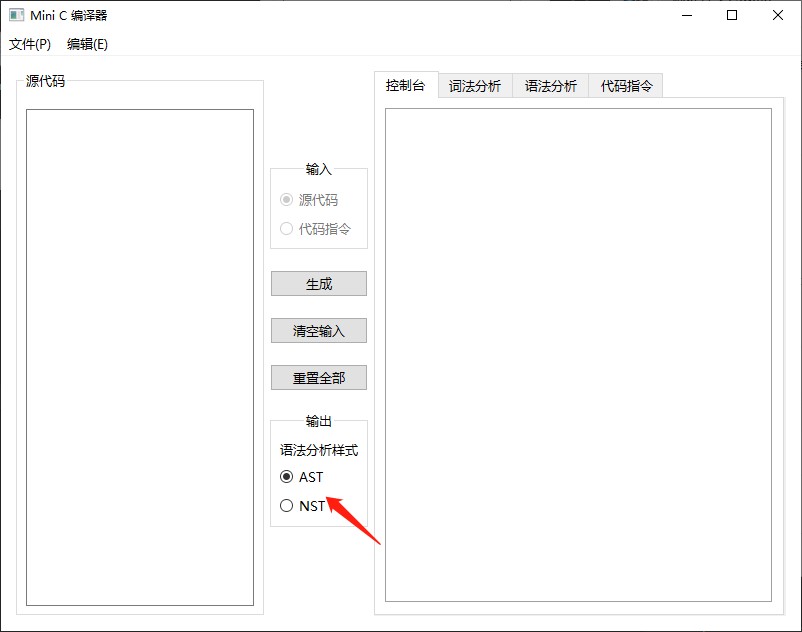 Mini C 编译器
文件(P) 编辑(E)
源代码
控制台 词法分析 语法分析 代码指令
输入
源代码
代码指令
生成
清空输入
重置全部
输出
语法分析样式
AST
NST